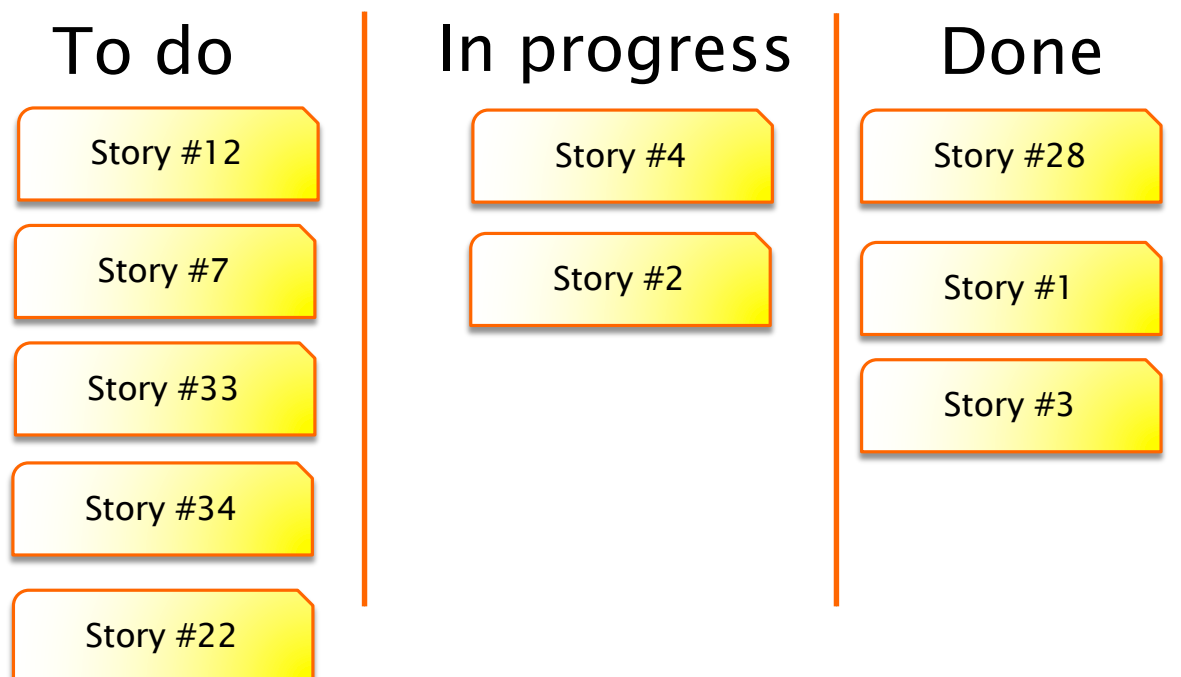 To do
Story #12
Story #7
Story #33
Story #34
Story #22
In progress
Story #4
Story #2
Done
Story #28
Story #1
Story #3